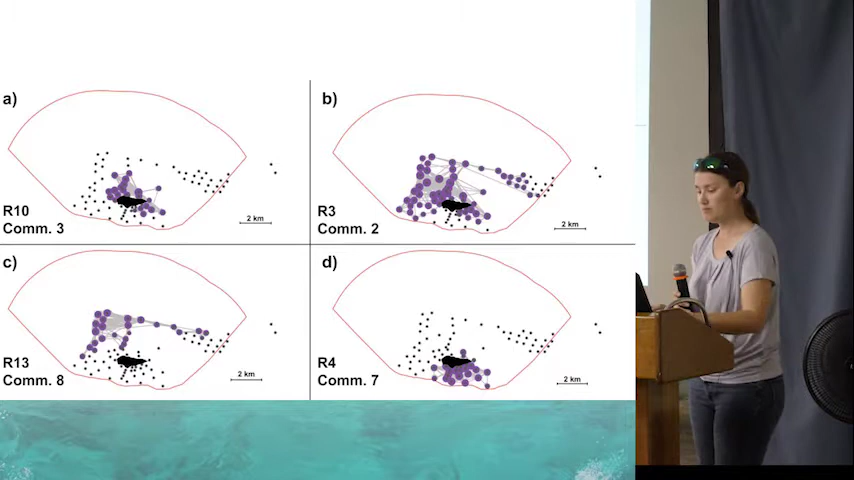 a)
R10
Comm. 3
2 km
b)
R3
Comm. 2
2 km
c)
R13
Comm. 8
2 km
d)
R4
Comm. 7
2 km